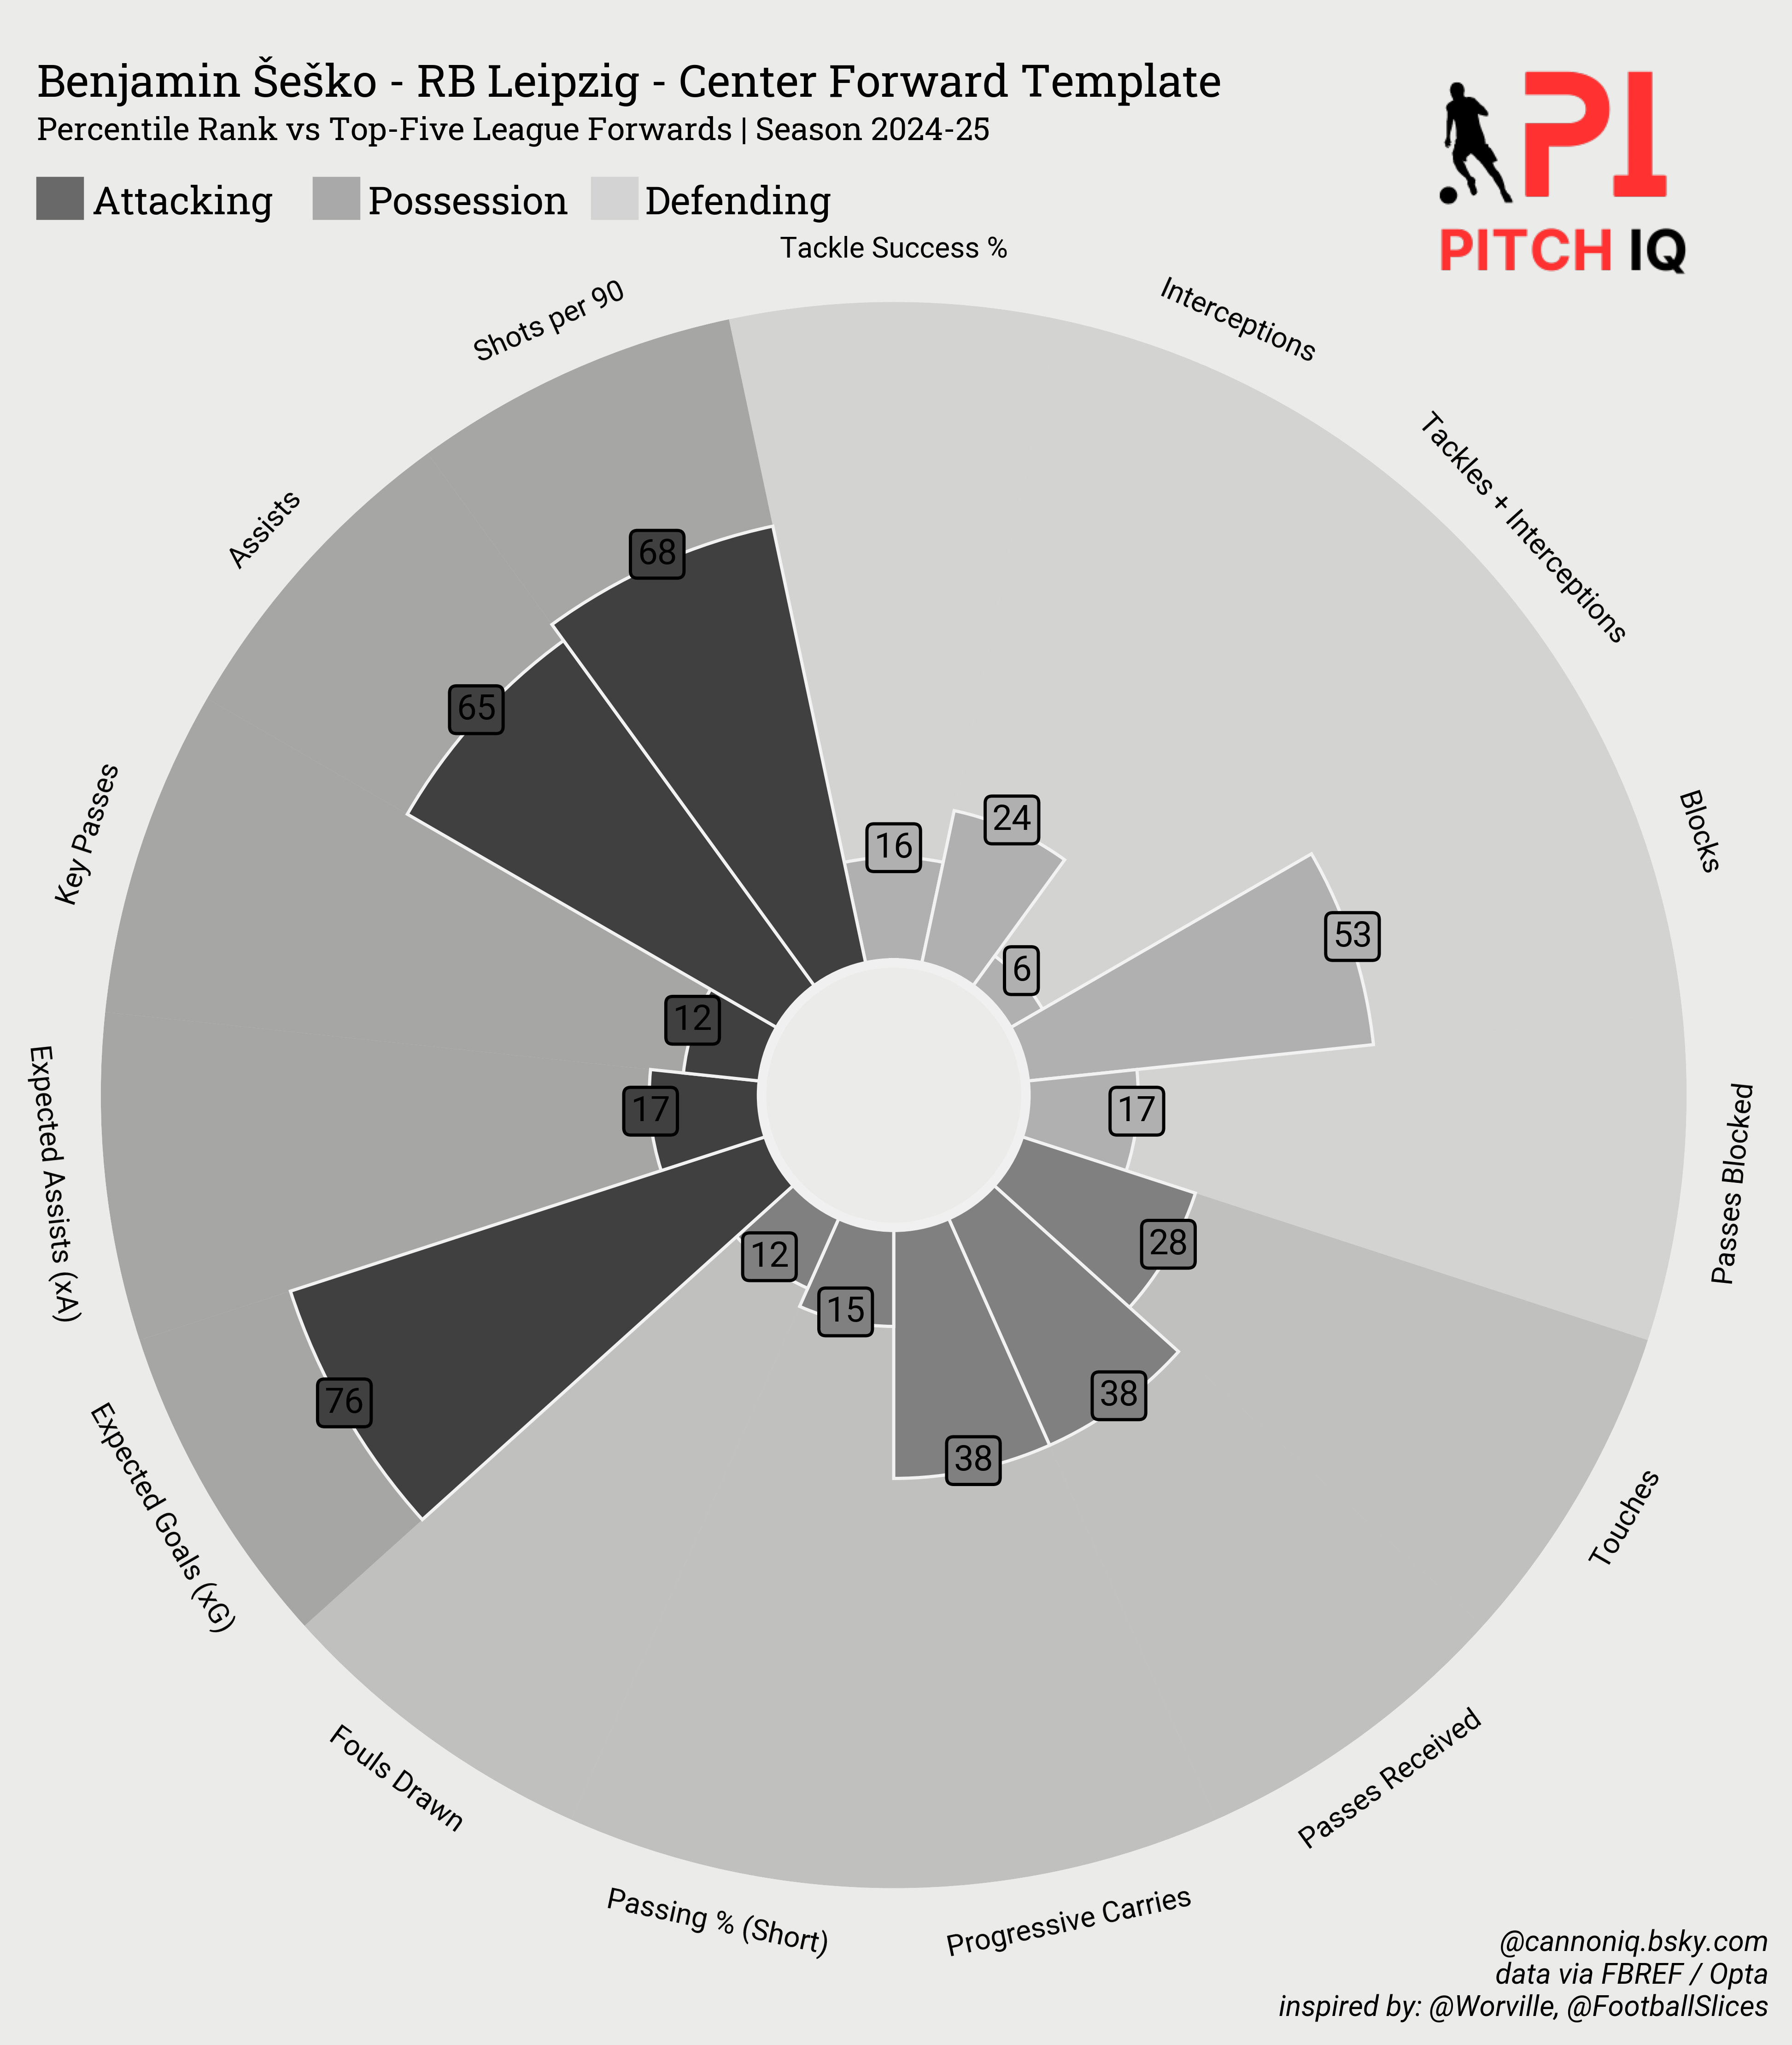 Benjamin Šeško - RB Leipzig - Center Forward Template
Percentile Rank vs Top-Five League Forwards | Season 2024-25
Attacking
Possession
Defending
PI
PITCH IQ
Tackle Success %
Interceptions
Tackles + Interceptions
Blocks
Passes Blocked
Touches
Passes Received
Progressive Carries
Passing % (Short)
Fouls Drawn
Expected Goals (xG)
Expected Assists (xA)
Key Passes
Assists
Shots per 90
16
24
6
53
17
28
38
38
15
12
76
17
12
65
68
@cannoniq.bsky.com
data via FBREF / Opta
inspired by: @Worville, @FootballSlices